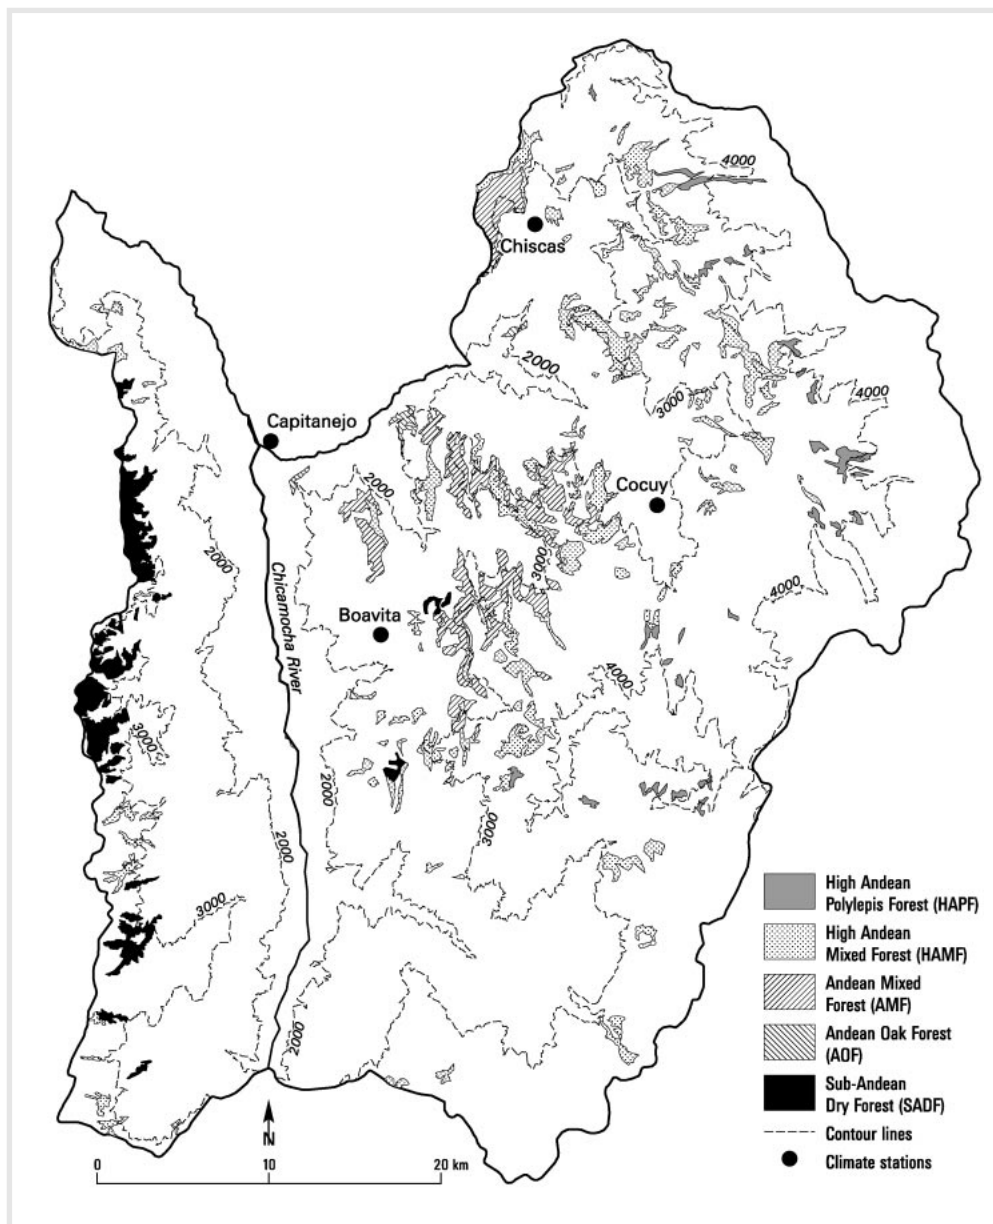 4000
Chiscas
2000
3000
4000
Capitanejo
2000
Cocuy
2000
3000
Chicamocha River
4000
Boavita
4000
3000
2000
3000
2000
3000
2000
N
0 10 20 km
High Andean
Polylepis Forest (HAPF)
High Andean
Mixed Forest (HAMF)
Andean Mixed
Forest (AMF)
Andean Oak Forest
(AOF)
Sub-Andean
Dry Forest (SADF)
Contour lines
Climate stations